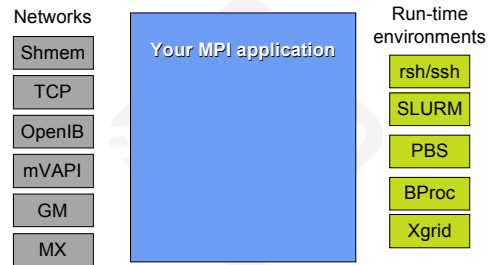 Networks
Shmem
TCP
OpenIB
mVAPI
GM
MX
Your MPI application
Run-time
environments
rsh/ssh
SLURM
PBS
BProc
Xgrid